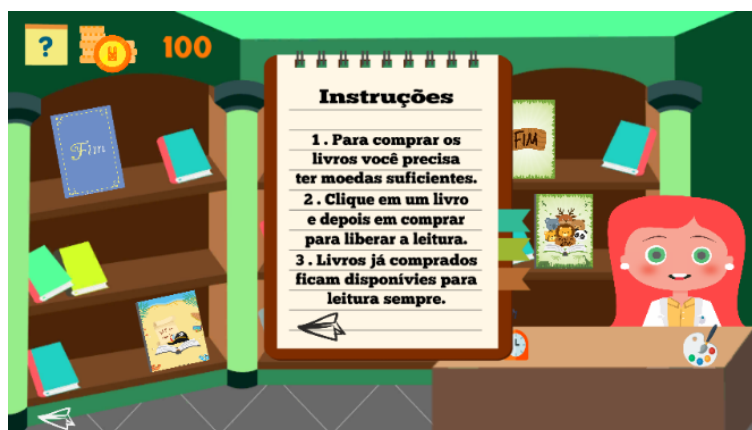 ?
100
Instruções
1 . Para comprar os
livros você precisa
ter moedas suficientes.
2 . Clique em um livro
e depois em comprar
para liberar a leitura.
3 . Livros já comprados
ficam disponívies para
leitura sempre.
Fim
FIM